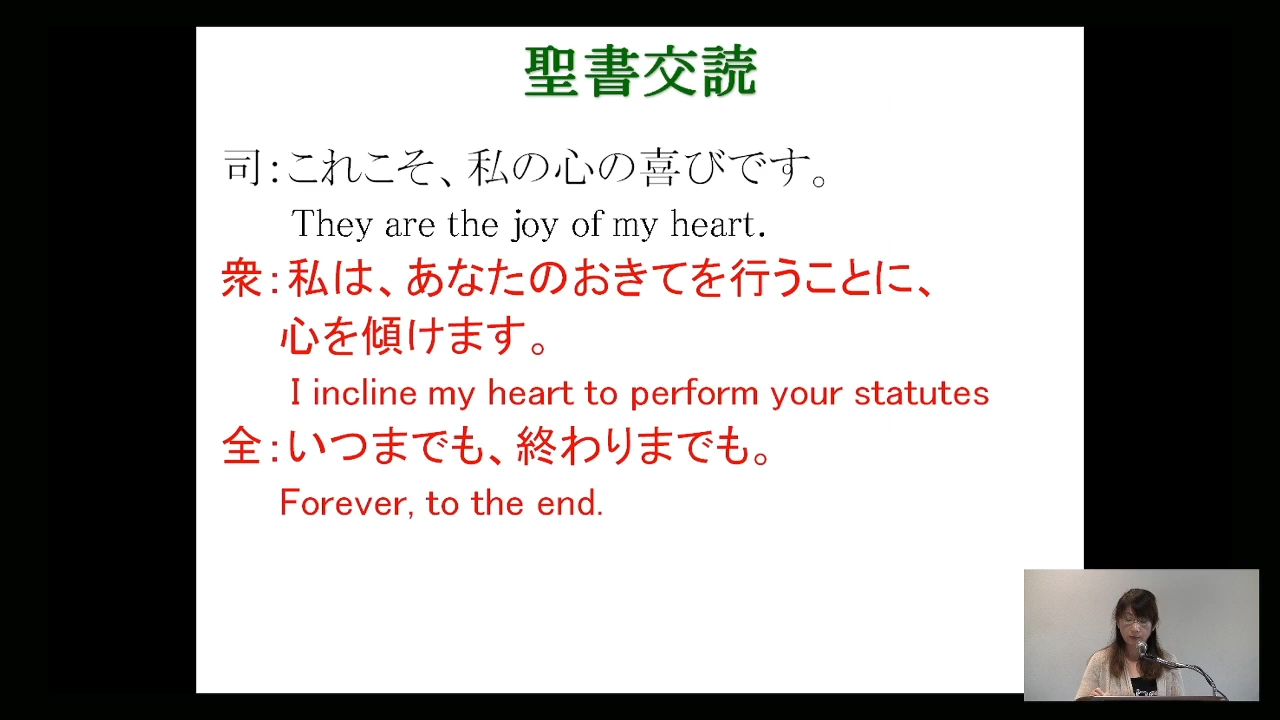 聖書交読
司：これこそ、私の心の喜びです。
They are the joy of my heart.
衆：私は、あなたのおきてを行うことに、
心を傾けます。
I incline my heart to perform your statutes
全：いつまでも、終わりまでも。
Forever, to the end.